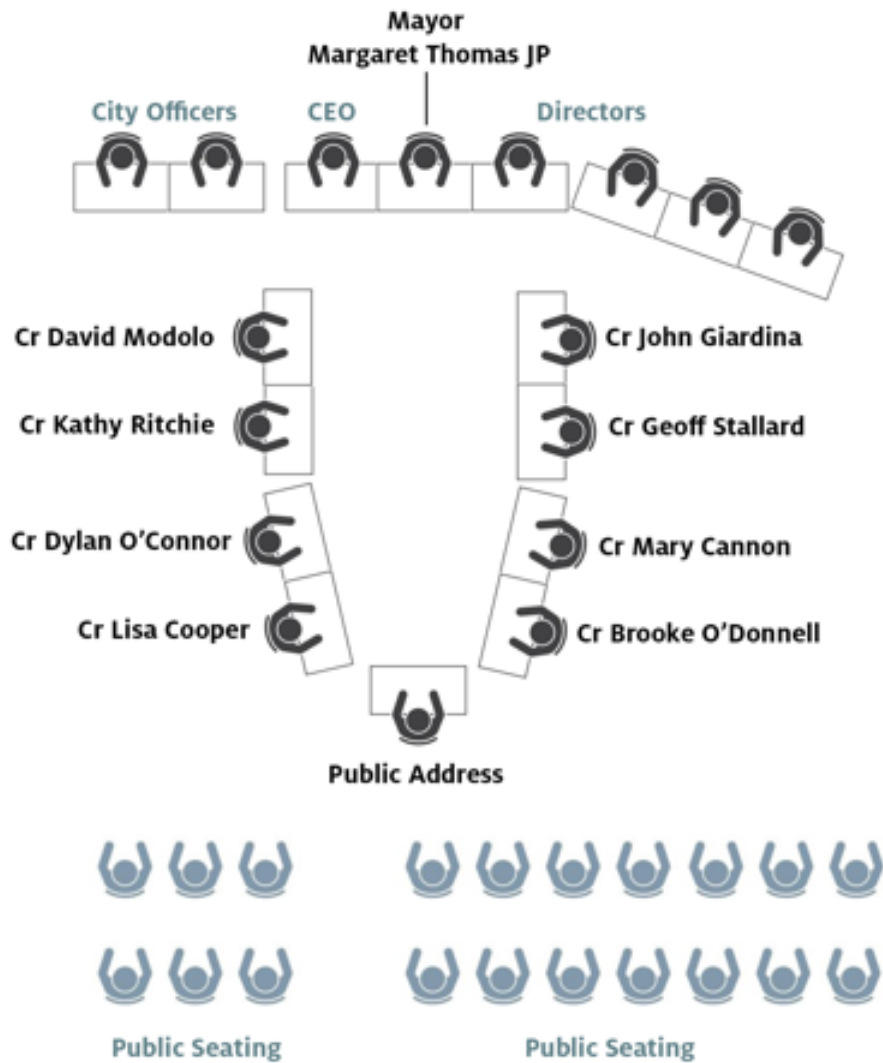 Mayor
Margaret Thomas JP
City Officers
CEO
Directors
Cr David Modolo
Cr John Giardina
Cr Kathy Ritchie
Cr Geoff Stallard
Cr Dylan O’Connor
Cr Mary Cannon
Cr Lisa Cooper
Cr Brooke O’Donnell
Public Address
Public Seating
Public Seating